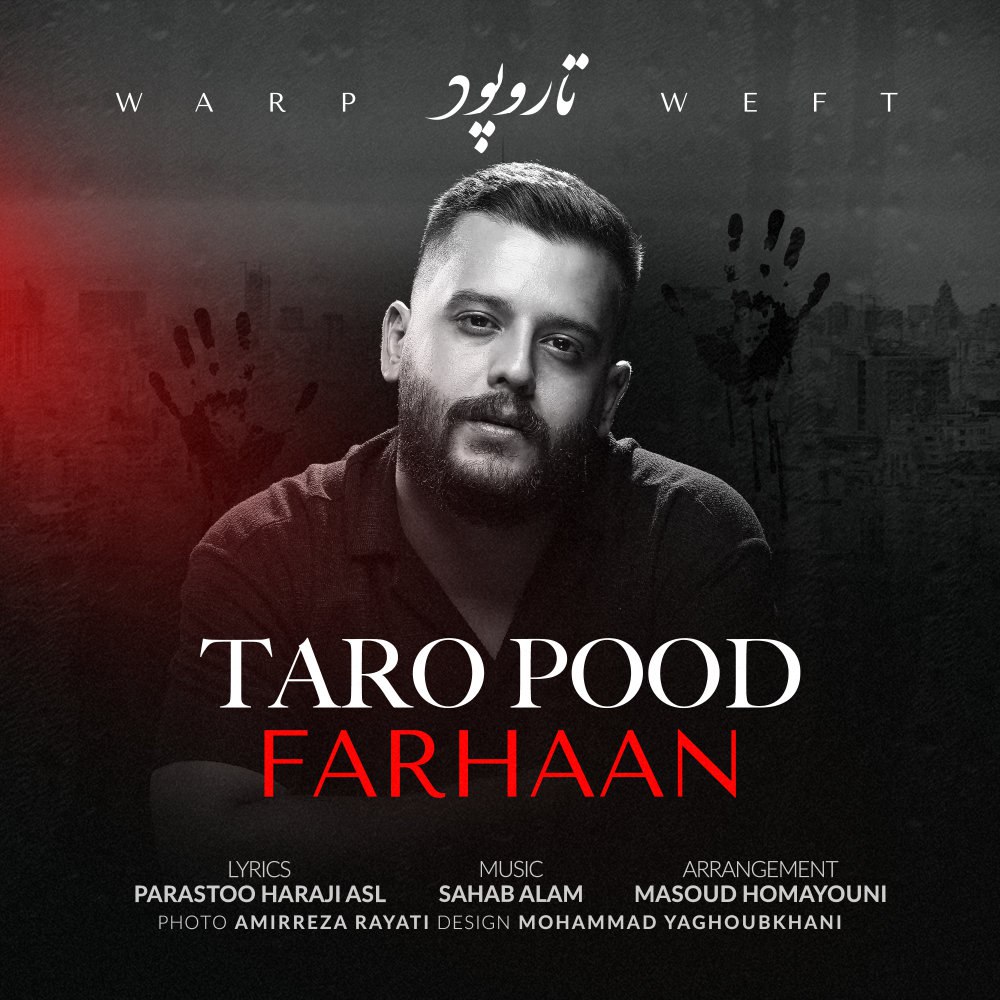 WARP تاروپود WEFT
TARO POOD
FARHAAN
LYRICS MUSIC ARRANGEMENT
PARASTOO HARAJI ASL SAHAB ALAM MASOUD HOMAYOUNI
PHOTO AMIRREZA RAYATI DESIGN MOHAMMAD YAGHOUBKHANI